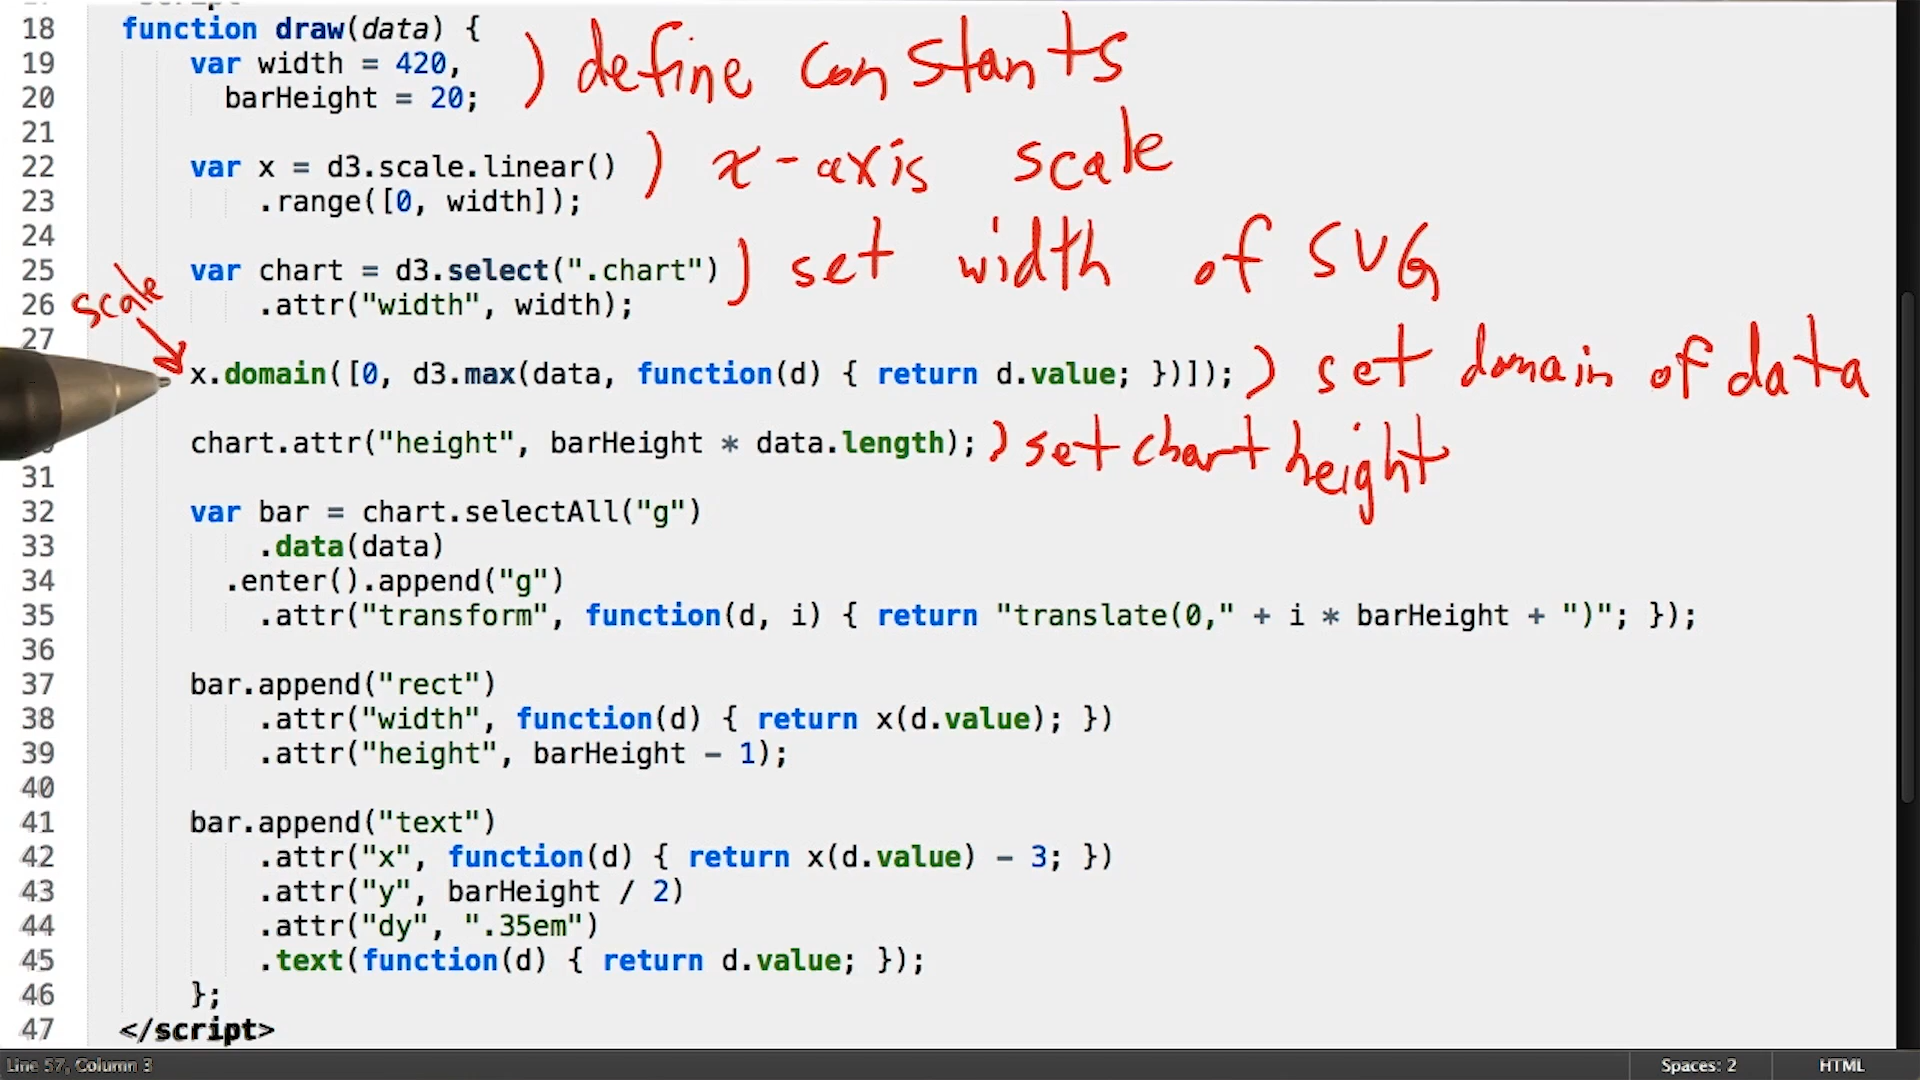 18 function draw(data) { ) define constants
19 var width = 420,
20 barHeight = 20;
21
22 var x = d3.scale.linear() ) x-axis scale
23 .range([0, width]);
24
25 var chart = d3.select(".chart") ) set width of SVG
26 .attr("width", width);
scale
27
x.domain([0, d3.max(data, function(d) { return d.value; })]); ) set domain of data
chart.attr("height", barHeight * data.length); ) set chart height
31
32 var bar = chart.selectAll("g")
33 .data(data)
34 .enter().append("g")
35 .attr("transform", function(d, i) { return "translate(0," + i * barHeight + ")"; });
36
37 bar.append("rect")
38 .attr("width", function(d) { return x(d.value); })
39 .attr("height", barHeight - 1);
40
41 bar.append("text")
42 .attr("x", function(d) { return x(d.value) - 3; })
43 .attr("y", barHeight / 2)
44 .attr("dy", ".35em")
45 .text(function(d) { return d.value; });
46 };
47 </script>
Line 57, Column 3 Spaces: 2 HTML